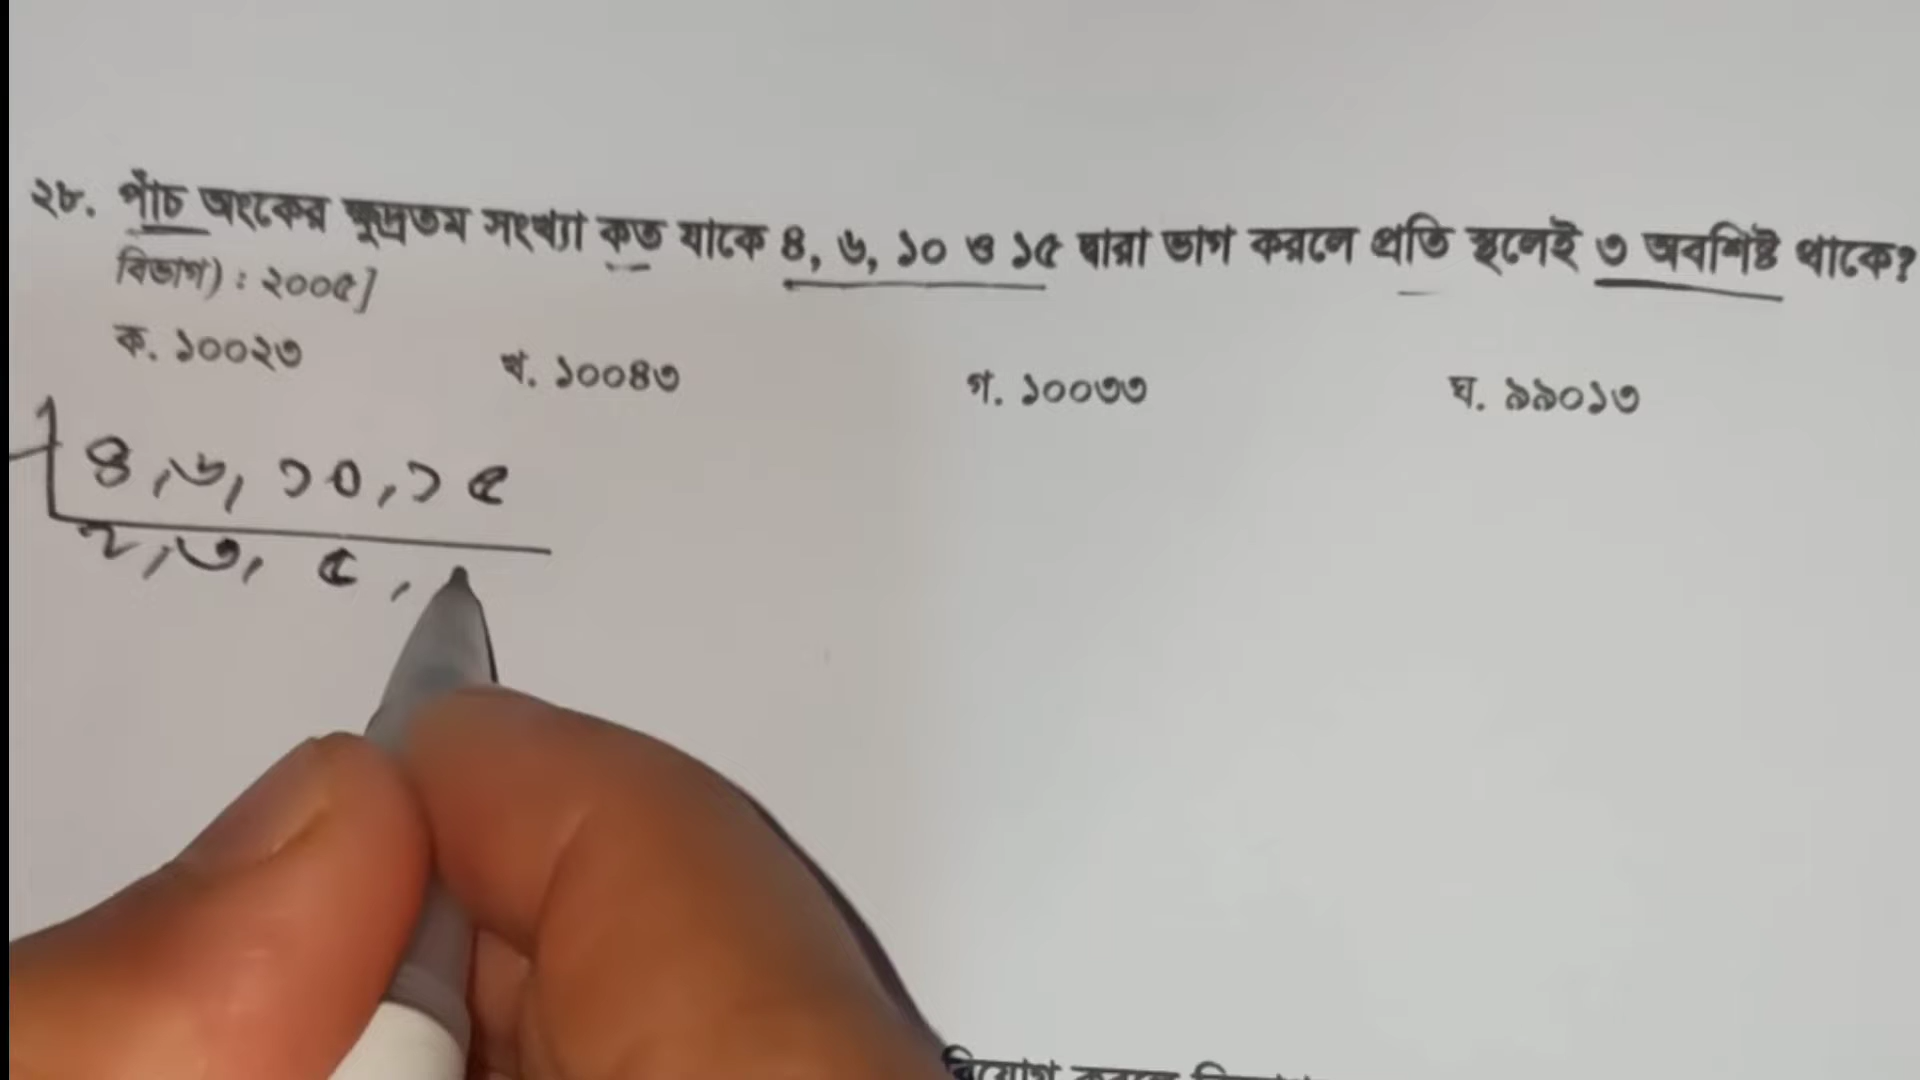 ২৮. পাঁচ অংকের ক্ষুদ্রতম সংখ্যা কত যাকে ৪, ৬, ১০ ও ১৫ দ্বারা ভাগ করলে প্রতি স্থলেই ৩ অবশিষ্ট থাকে?
বিভাগ) : ২০০৫]
ক. ১০০২৩ খ. ১০০৪৩ গ. ১০০৩৩ ঘ. ৯৯০১৩
৪, ৬, ১০, ১৫
২, ৩, ৫,